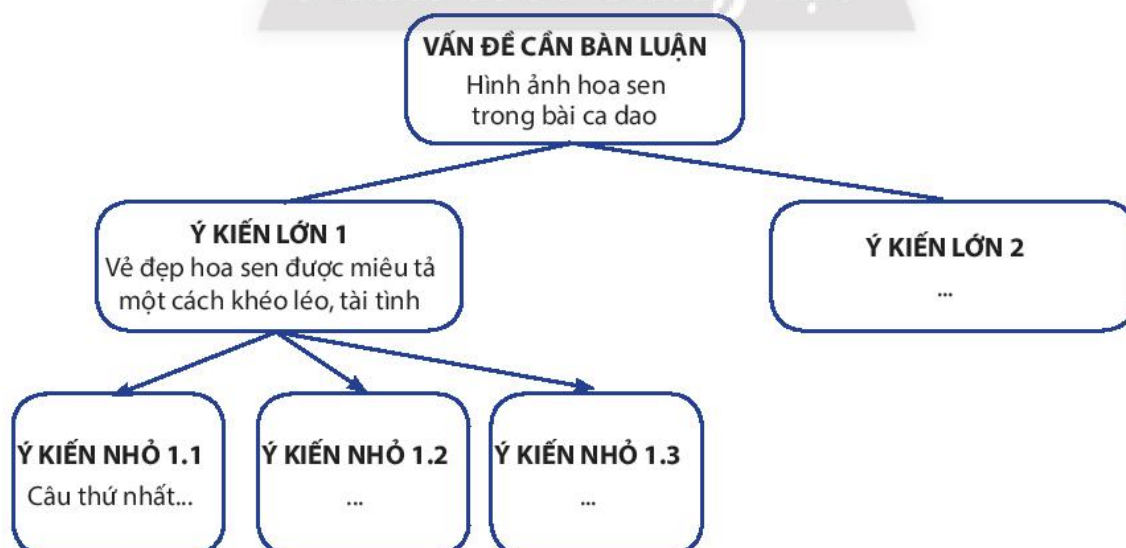 VẤN ĐỀ CẦN BÀN LUẬN
Hình ảnh hoa sen
trong bài ca dao
Ý KIẾN LỚN 1
Vẻ đẹp hoa sen được miêu tả
một cách khéo léo, tài tình
Ý KIẾN LỚN 2
...
Ý KIẾN NHỎ 1.1
Câu thứ nhất...
Ý KIẾN NHỎ 1.2
...
Ý KIẾN NHỎ 1.3
...